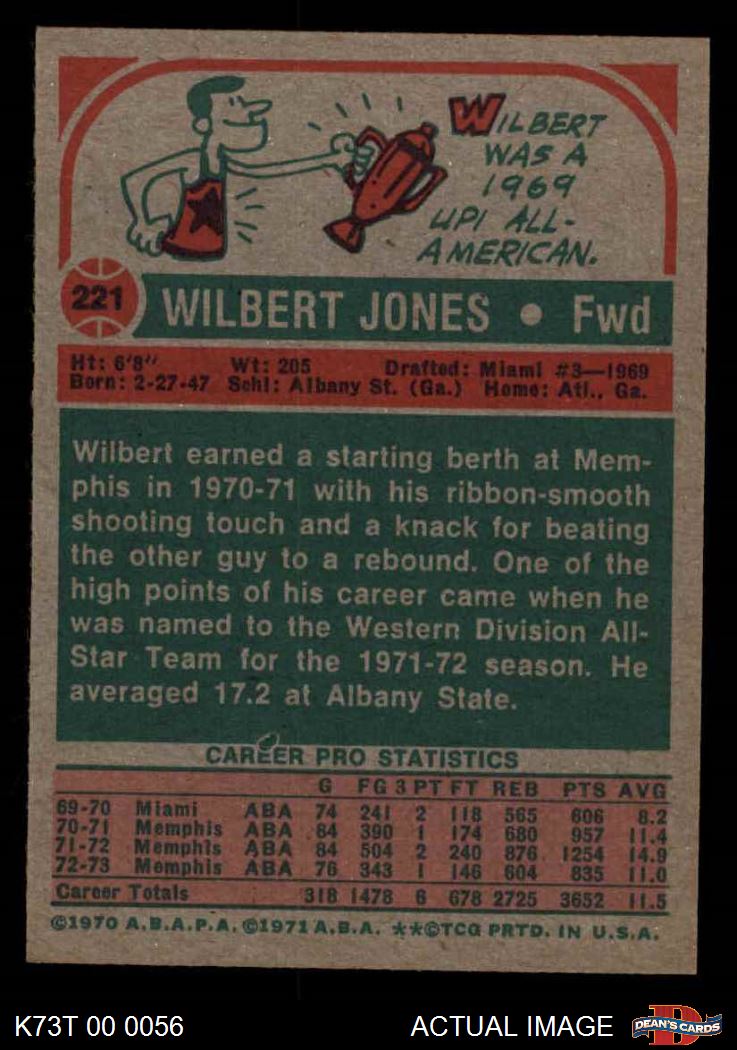 WILBERT
WAS A
1969
UPI ALL-
AMERICAN.
221
WILBERT JONES • Fwd
Ht: 6'8" Wt: 205 Drafted: Miami #3—1969
Born: 2-27-47 Schl: Albany St. (Ga.) Home: Atl., Ga.
Wilbert earned a starting berth at Mem-
phis in 1970-71 with his ribbon-smooth
shooting touch and a knack for beating
the other guy to a rebound. One of the
high points of his career came when he
was named to the Western Division All-
Star Team for the 1971-72 season. He
averaged 17.2 at Albany State.
CAREER PRO STATISTICS
G FG 3 PT FT REB PTS AVG
69-70 Miami ABA 74 241 2 118 565 606 8.2
70-71 Memphis ABA 84 390 1 174 680 957 11.4
71-72 Memphis ABA 84 504 2 240 876 1254 14.9
72-73 Memphis ABA 76 343 1 146 604 835 11.0
Career Totals 318 1478 6 678 2725 3652 11.5
©1970 A.B.A.P.A. ©1971 A.B.A. **©TCG PRTD. IN U.S.A.
K73T 00 0056 ACTUAL IMAGE DEAN'S CARDS